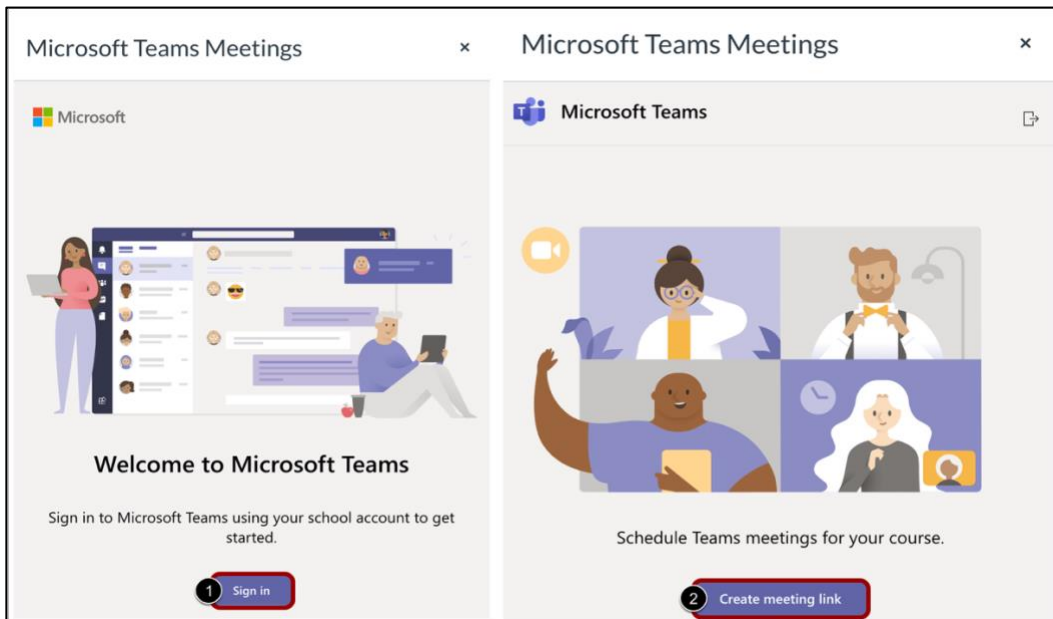 Microsoft Teams Meetings
×
Microsoft
Welcome to Microsoft Teams
Sign in to Microsoft Teams using your school account to get
started.
1
Sign in
Microsoft Teams Meetings
×
Microsoft Teams
Schedule Teams meetings for your course.
2
Create meeting link